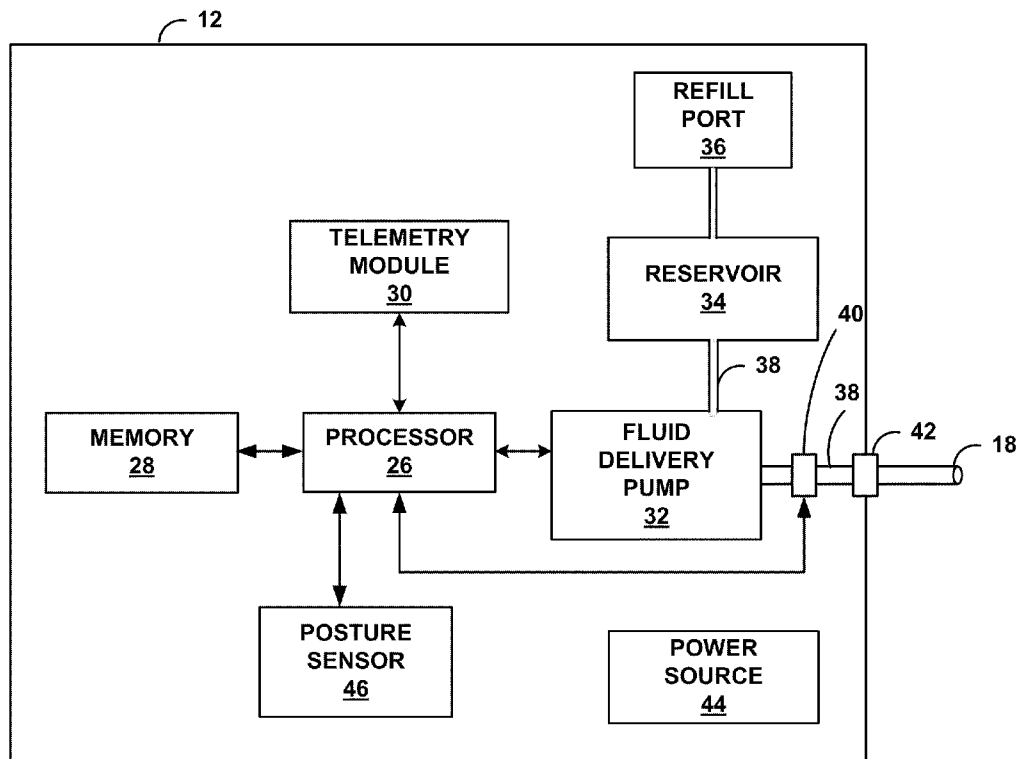 12
REFILL
PORT
36
TELEMETRY
MODULE
30
RESERVOIR
34
40
38
38
42
18
MEMORY
28
PROCESSOR
26
FLUID
DELIVERY
PUMP
32
POSTURE
SENSOR
46
POWER
SOURCE
44